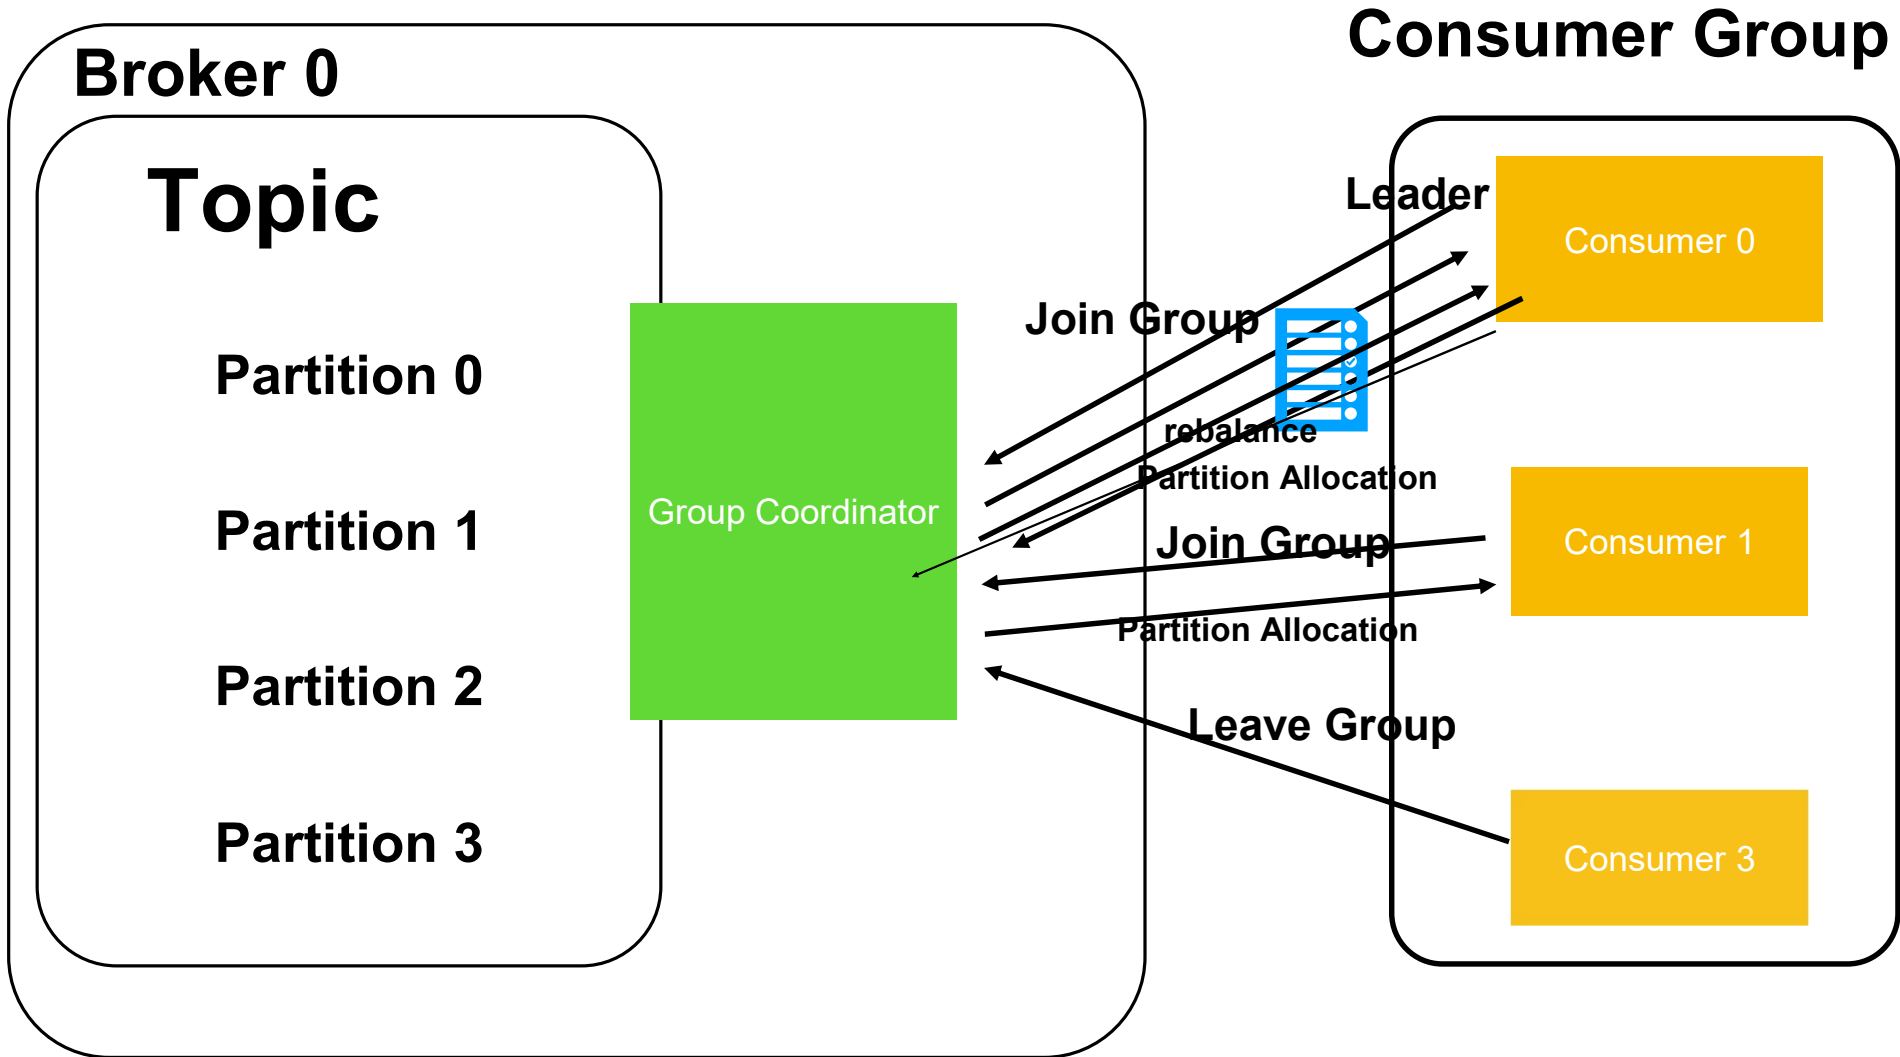 Consumer Group
Broker 0
Topic
Leader
Consumer 0
Join Group
Partition 0
rebalance
Partition Allocation
Group Coordinator
Partition 1
Join Group
Consumer 1
Partition Allocation
Partition 2
Leave Group
Partition 3
Consumer 3